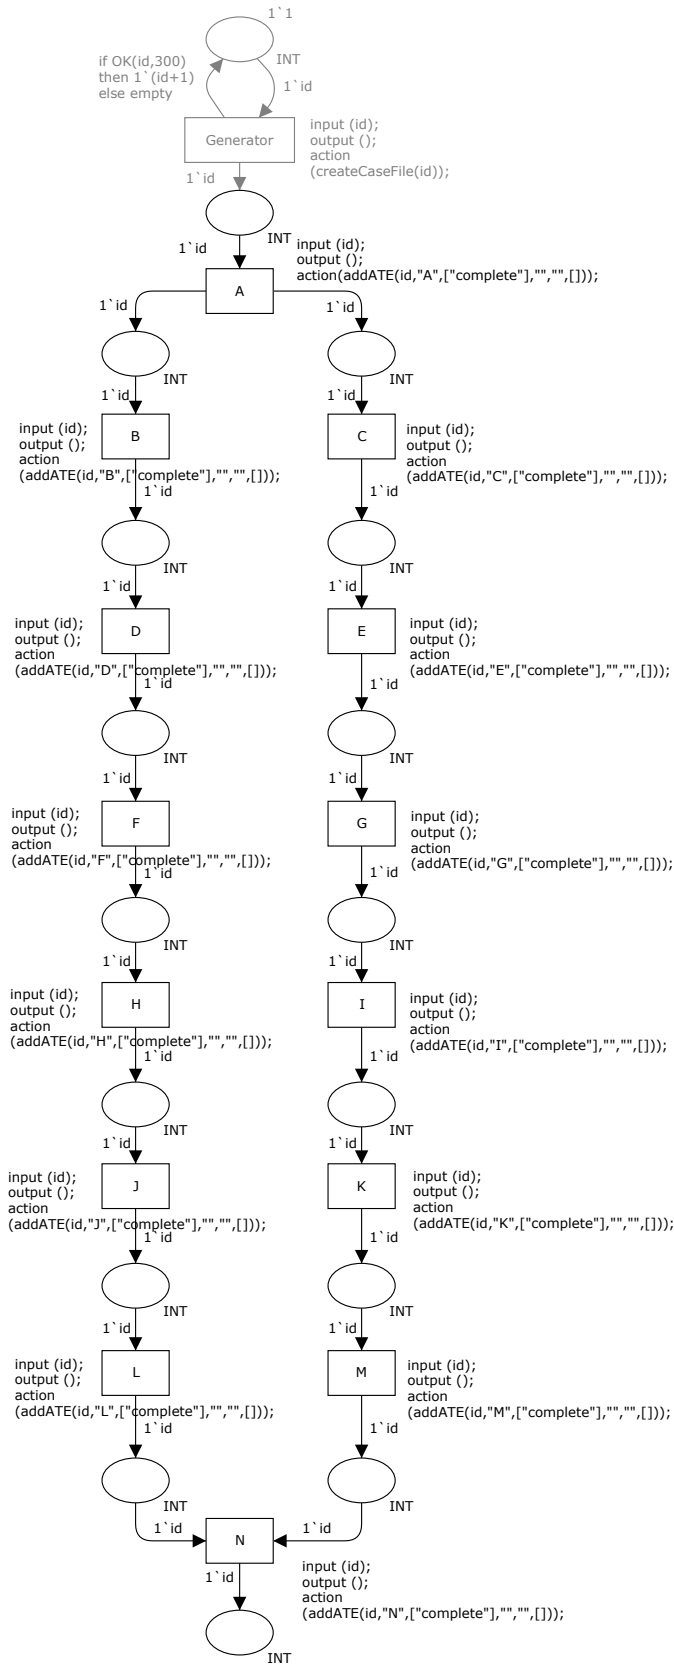 1`1
if OK(id,300)
then 1`(id+1)
else empty
INT
1`id
Generator
input (id);
output ();
action
(createCaseFile(id));
1`id
INT
1`id
input (id);
output ();
action(addATE(id,"A",["complete"],"","",[]));
A
1`id
1`id
INT
INT
1`id
1`id
input (id);
output ();
action
(addATE(id,"B",["complete"],"","",[]));
B
C
input (id);
output ();
action
(addATE(id,"C",["complete"],"","",[]));
1`id
1`id
INT
INT
1`id
1`id
input (id);
output ();
action
(addATE(id,"D",["complete"],"","",[]));
D
E
input (id);
output ();
action
(addATE(id,"E",["complete"],"","",[]));
1`id
1`id
INT
INT
1`id
1`id
input (id);
output ();
action
(addATE(id,"F",["complete"],"","",[]));
F
G
input (id);
output ();
action
(addATE(id,"G",["complete"],"","",[]));
1`id
1`id
INT
INT
1`id
1`id
input (id);
output ();
action
(addATE(id,"H",["complete"],"","",[]));
H
I
input (id);
output ();
action
(addATE(id,"I",["complete"],"","",[]));
1`id
1`id
INT
INT
1`id
1`id
input (id);
output ();
action
(addATE(id,"J",["complete"],"","",[]));
J
K
input (id);
output ();
action
(addATE(id,"K",["complete"],"","",[]));
1`id
1`id
INT
INT
1`id
1`id
input (id);
output ();
action
(addATE(id,"L",["complete"],"","",[]));
L
M
input (id);
output ();
action
(addATE(id,"M",["complete"],"","",[]));
1`id
1`id
INT
INT
1`id
1`id
N
1`id
input (id);
output ();
action
(addATE(id,"N",["complete"],"","",[]));
INT